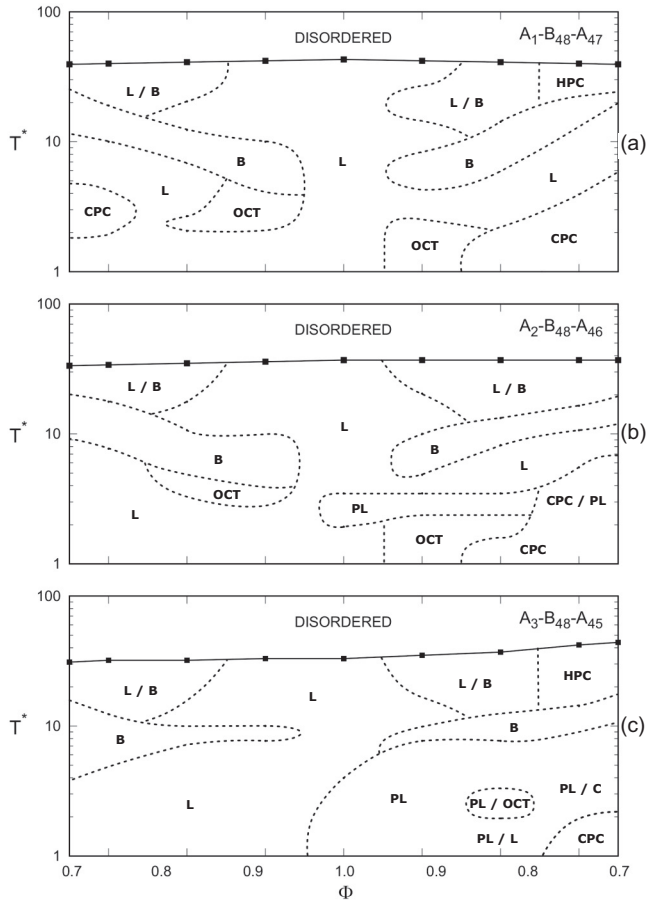 100
DISORDERED
A1-B48-A47
L / B
L / B
HPC
T*
10
(a)
B
L
B
L
L
CPC
OCT
OCT
CPC
1
100
DISORDERED
A2-B48-A46
L / B
L / B
L
T*
10
(b)
B
B
L
OCT
CPC / PL
L
PL
OCT
CPC
1
100
DISORDERED
A3-B48-A45
L / B
L
L / B
HPC
T*
10
(c)
B
B
PL / C
L
PL
PL / OCT
PL / L
CPC
1
0.7 0.8 0.9 1.0 0.9 0.8 0.7
Φ